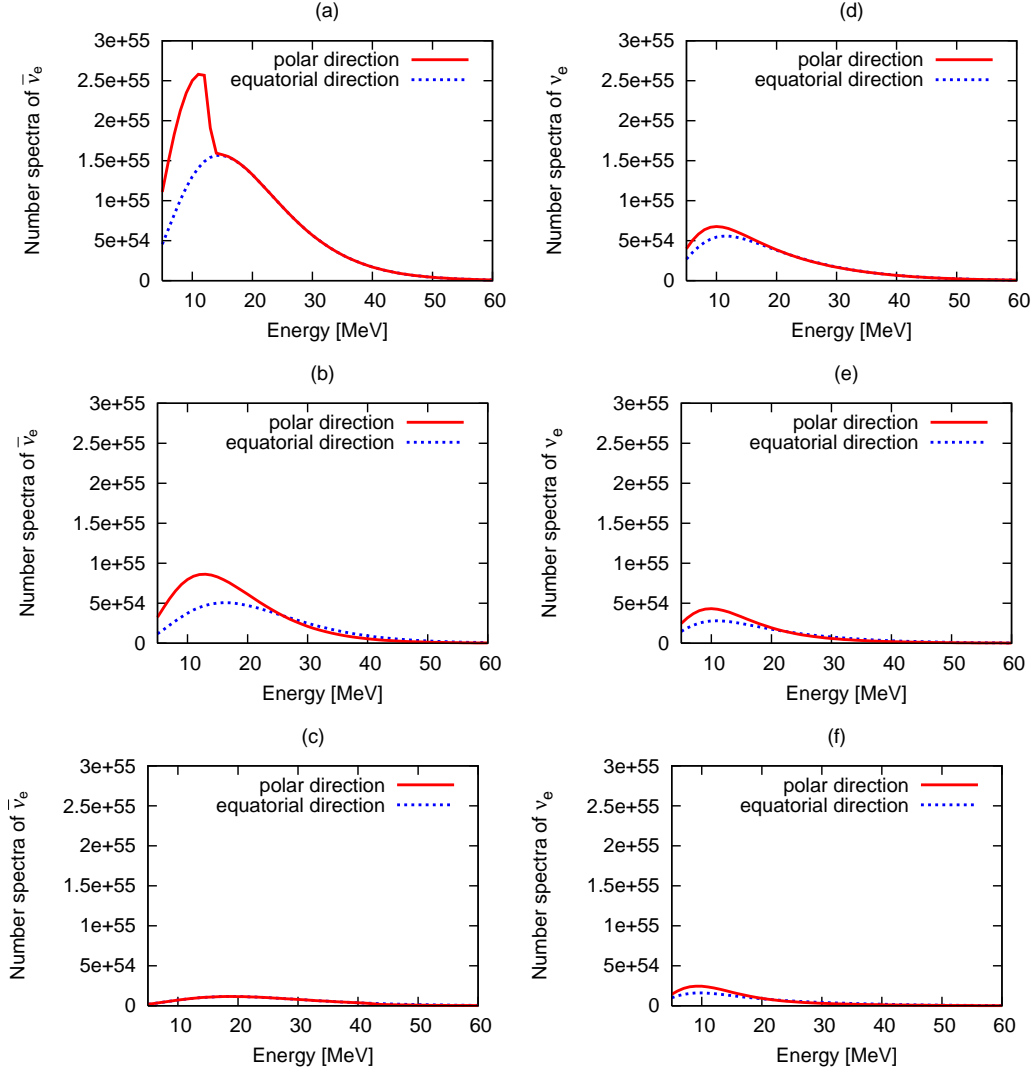 (a)
Number spectra of ν̅e
3e+55
2.5e+55
2e+55
1.5e+55
1e+55
5e+54
0
polar direction
equatorial direction
10 20 30 40 50 60
Energy [MeV]
(d)
Number spectra of νe
3e+55
2.5e+55
2e+55
1.5e+55
1e+55
5e+54
0
polar direction
equatorial direction
10 20 30 40 50 60
Energy [MeV]
(b)
Number spectra of ν̅e
3e+55
2.5e+55
2e+55
1.5e+55
1e+55
5e+54
0
polar direction
equatorial direction
10 20 30 40 50 60
Energy [MeV]
(e)
Number spectra of νe
3e+55
2.5e+55
2e+55
1.5e+55
1e+55
5e+54
0
polar direction
equatorial direction
10 20 30 40 50 60
Energy [MeV]
(c)
Number spectra of ν̅e
3e+55
2.5e+55
2e+55
1.5e+55
1e+55
5e+54
0
polar direction
equatorial direction
10 20 30 40 50 60
Energy [MeV]
(f)
Number spectra of νe
3e+55
2.5e+55
2e+55
1.5e+55
1e+55
5e+54
0
polar direction
equatorial direction
10 20 30 40 50 60
Energy [MeV]